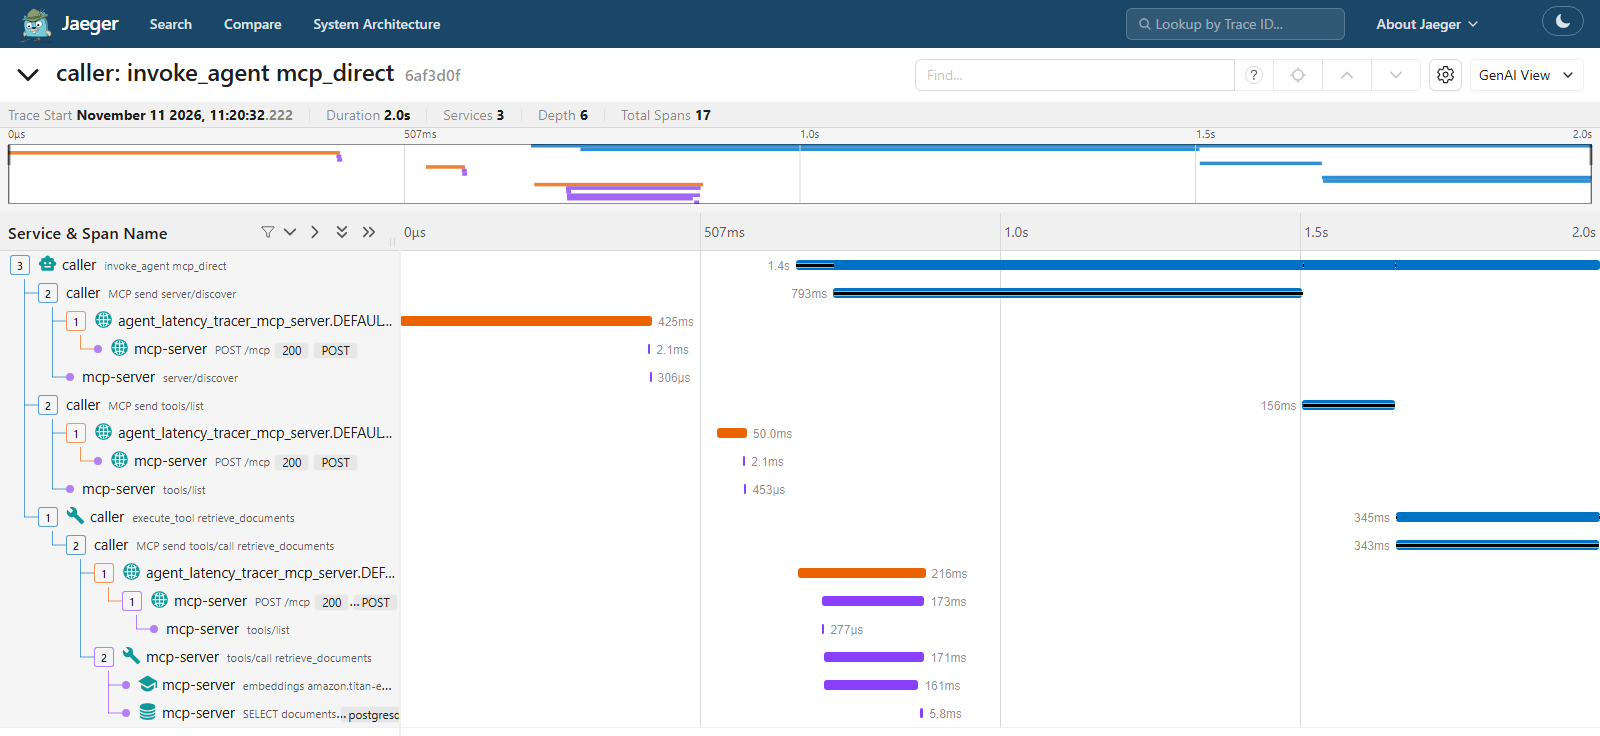 Jaeger Search Compare System Architecture Lookup by Trace ID... About Jaeger
caller: invoke_agent mcp_direct 6af3d0f Find... ? GenAI View
Trace Start November 11 2026, 11:20:32.222 Duration 2.0s Services 3 Depth 6 Total Spans 17
0μs 507ms 1.0s 1.5s 2.0s
Service & Span Name 0μs 507ms 1.0s 1.5s 2.0s
3 caller invoke_agent mcp_direct 1.4s
2 caller MCP send server/discover 793ms
1 agent_latency_tracer_mcp_server.DEFAUL... 425ms
mcp-server POST /mcp 200 POST 2.1ms
mcp-server server/discover 306μs
2 caller MCP send tools/list 156ms
1 agent_latency_tracer_mcp_server.DEFAUL... 50.0ms
mcp-server POST /mcp 200 POST 2.1ms
mcp-server tools/list 453μs
1 caller execute_tool retrieve_documents 345ms
2 caller MCP send tools/call retrieve_documents 343ms
1 agent_latency_tracer_mcp_server.DEF... 216ms
1 mcp-server POST /mcp 200 ... POST 173ms
mcp-server tools/list 277μs
2 mcp-server tools/call retrieve_documents 171ms
mcp-server embeddings amazon.titan-e... 161ms
mcp-server SELECT documents... postgresc 5.8ms